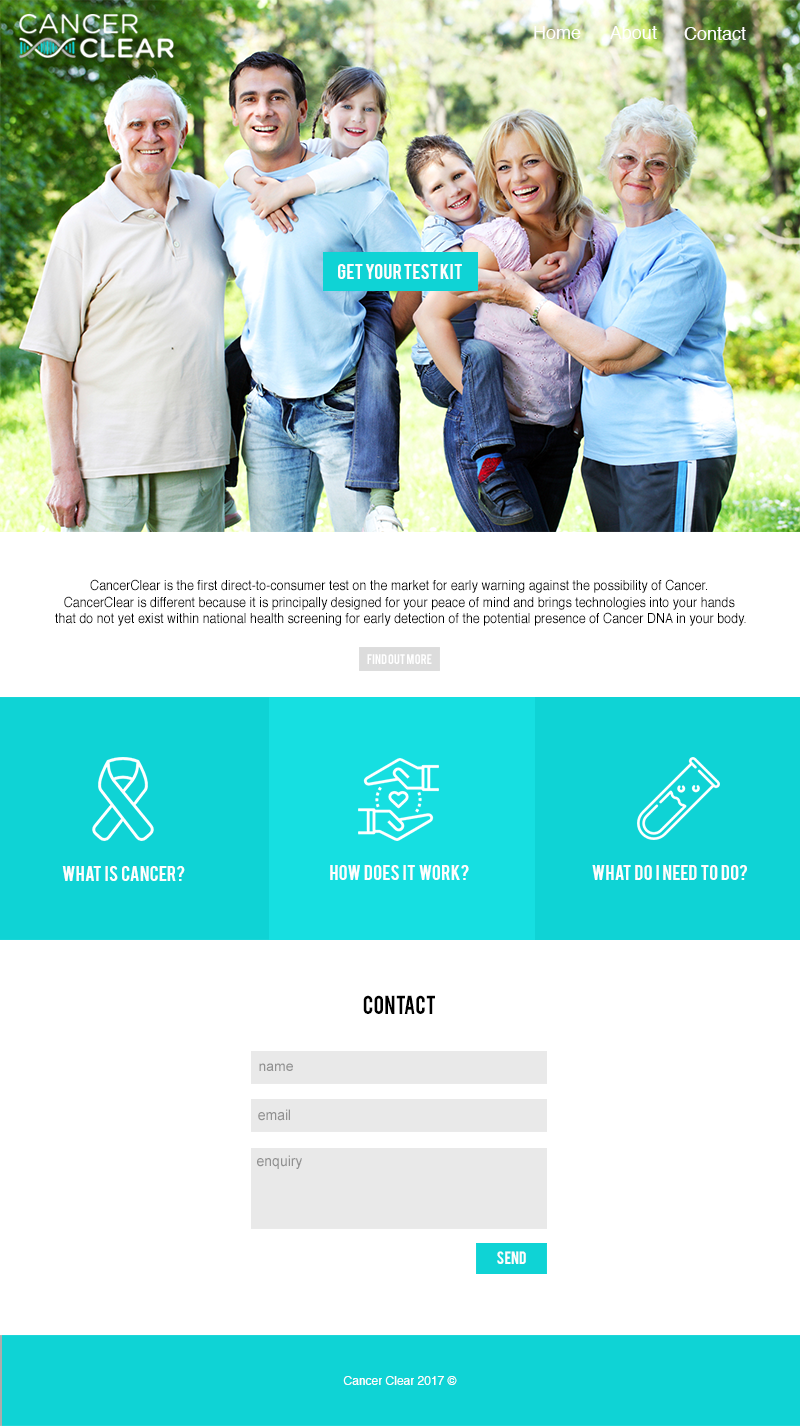 CANCER
CLEAR
Home About Contact
GET YOUR TEST KIT
CancerClear is the first direct-to-consumer test on the market for early warning against the possibility of Cancer.
CancerClear is different because it is principally designed for your peace of mind and brings technologies into your hands
that do not yet exist within national health screening for early detection of the potential presence of Cancer DNA in your body.
FIND OUT MORE
WHAT IS CANCER?
HOW DOES IT WORK?
WHAT DO I NEED TO DO?
CONTACT
name
email
enquiry
SEND
Cancer Clear 2017 ©